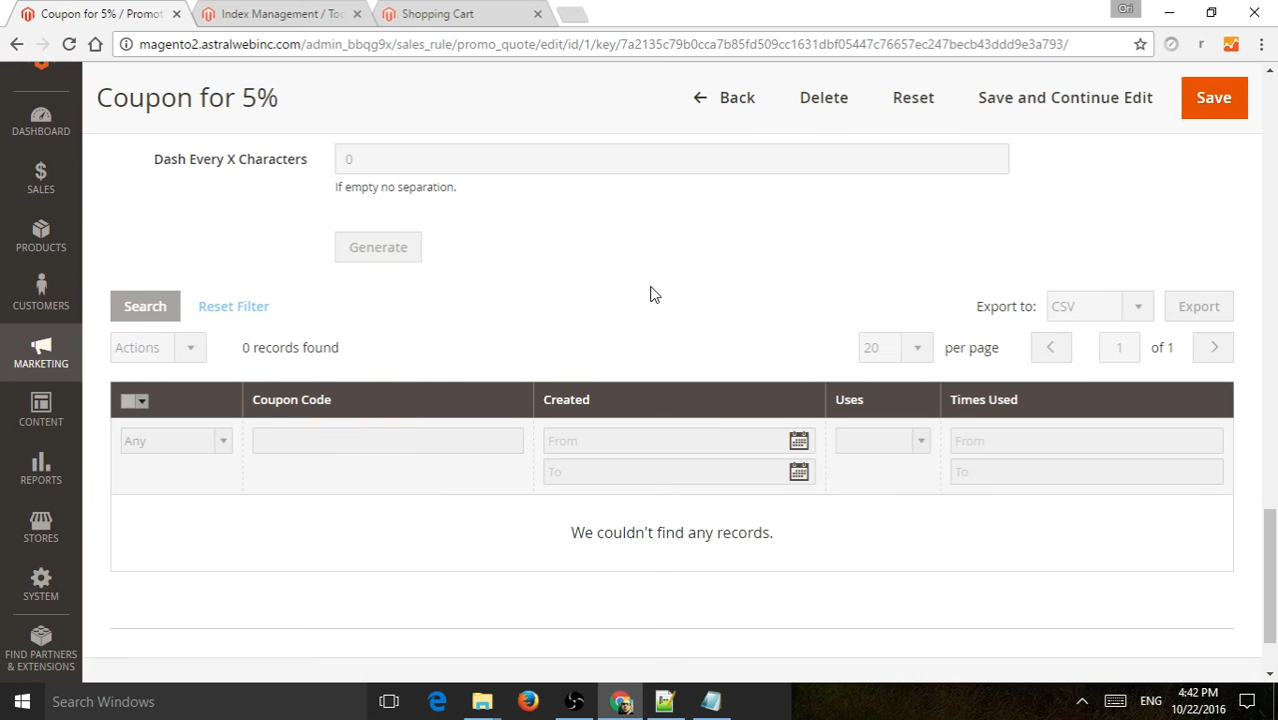 Coupon for 5% / Promot
Index Management / Too
Shopping Cart
Ori
magento2.astralwebinc.com/admin_bbqg9x/sales_rule/promo_quote/edit/id/1/key/7a2135c79b0cca7b85fd509cc1631dbf05447c76657ec247becb43ddd9e3a793/
r
Coupon for 5%
Back
Delete
Reset
Save and Continue Edit
Save
DASHBOARD
SALES
PRODUCTS
CUSTOMERS
MARKETING
CONTENT
REPORTS
STORES
SYSTEM
FIND PARTNERS
& EXTENSIONS
Dash Every X Characters
0
If empty no separation.
Generate
Search
Reset Filter
Export to:
CSV
Export
Actions
0 records found
20
per page
1
of 1
Coupon Code
Created
Uses
Times Used
Any
From
From
To
To
We couldn't find any records.
Search Windows
ENG
4:42 PM
10/22/2016